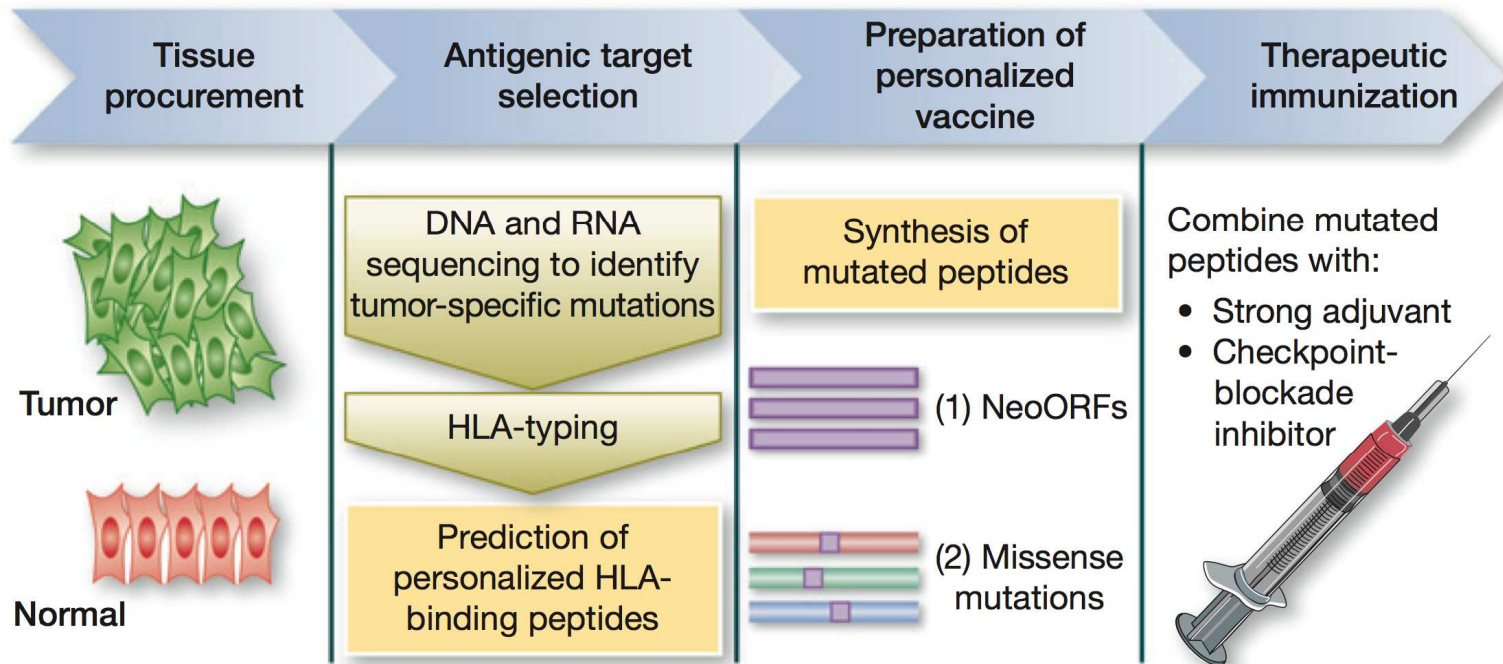 Tissue
procurement
Antigenic target
selection
Preparation of
personalized
vaccine
Therapeutic
immunization
Tumor
Normal
DNA and RNA
sequencing to identify
tumor-specific mutations
HLA-typing
Prediction of
personalized HLA-
binding peptides
Synthesis of
mutated peptides
(1) NeoORFs
(2) Missense
mutations
Combine mutated
peptides with:
• Strong adjuvant
• Checkpoint-
blockade
inhibitor